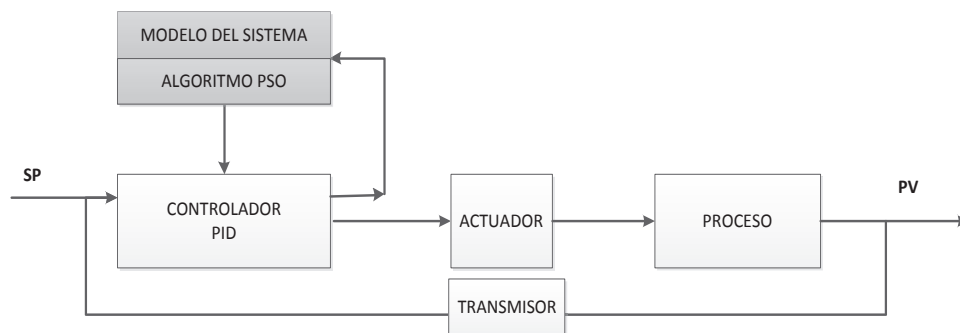 MODELO DEL SISTEMA
ALGORITMO PSO
SP
CONTROLADOR
PID
ACTUADOR
PROCESO
PV
TRANSMISOR